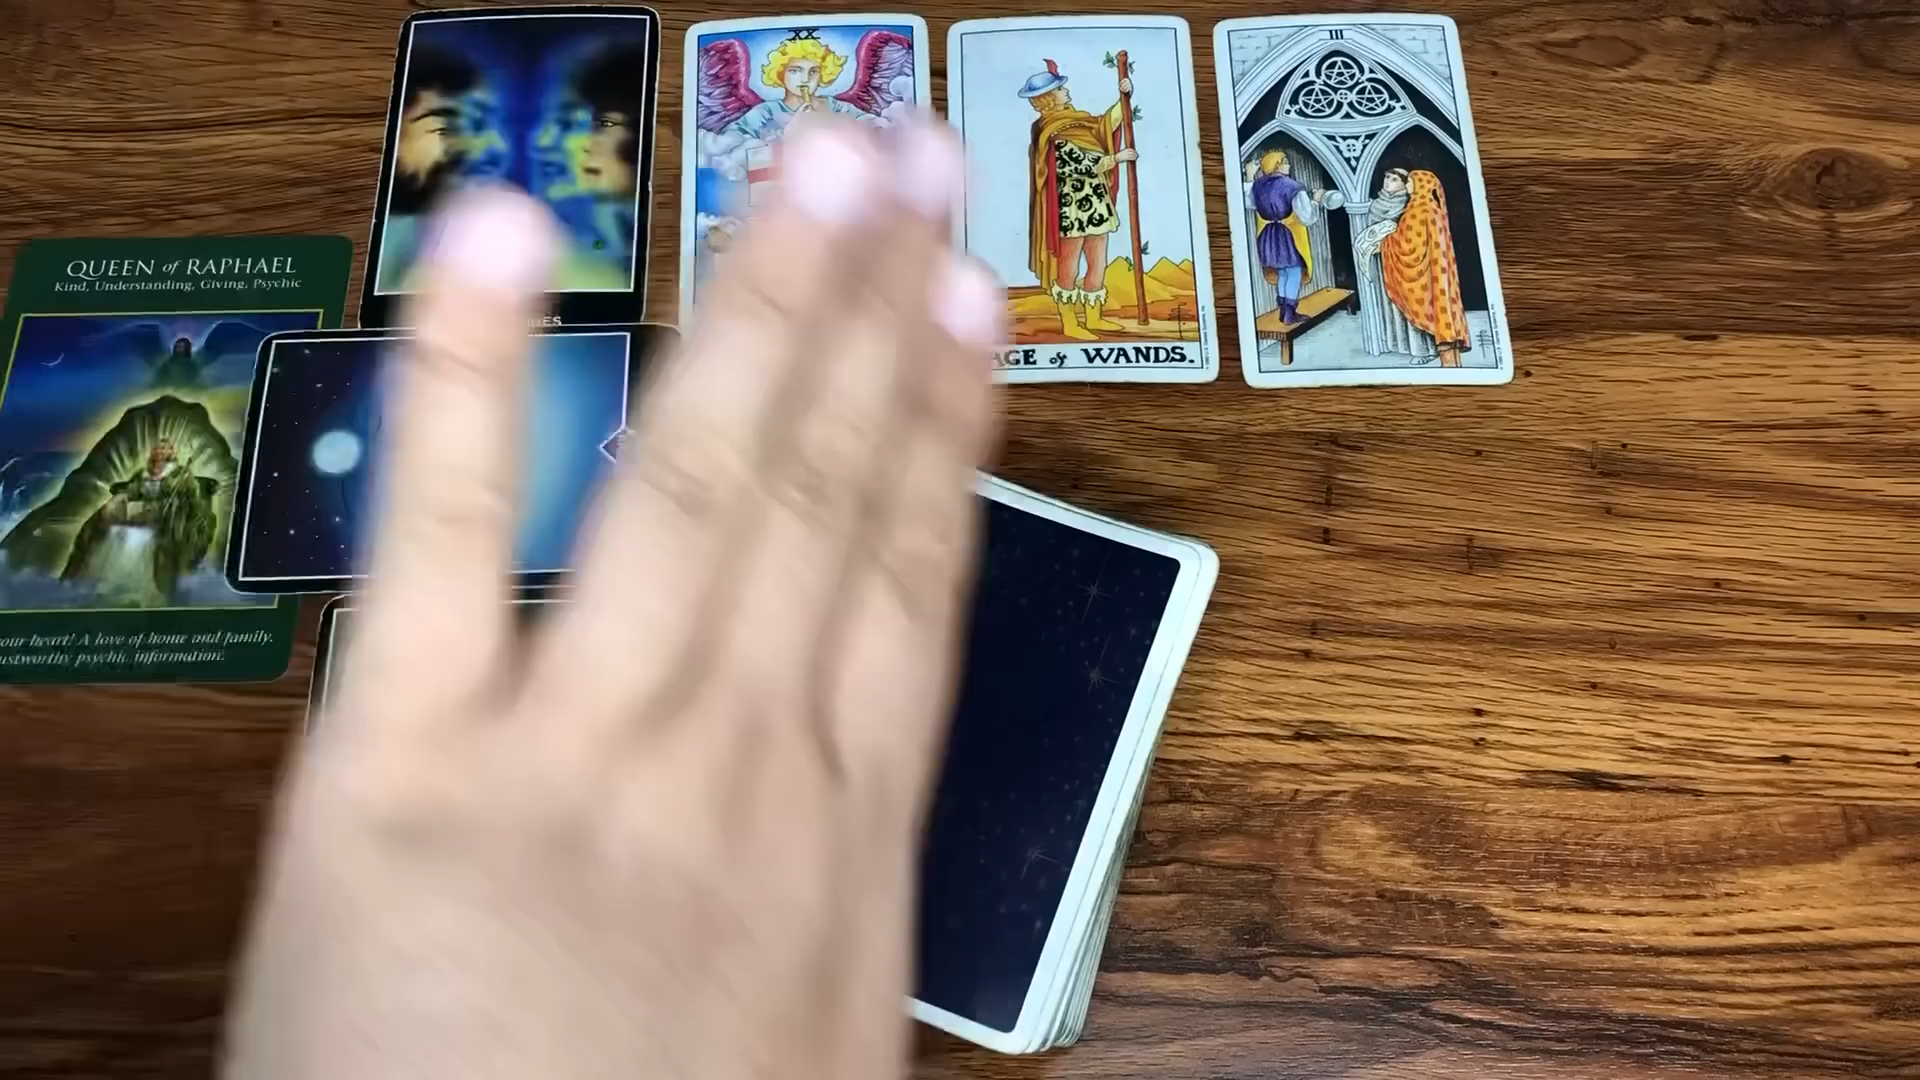 QUEEN of RAPHAEL
Kind, Understanding, Giving, Psychic
XX
AGE of WANDS.
III
our heart! A love of home and family.
ustworthy psychic information.